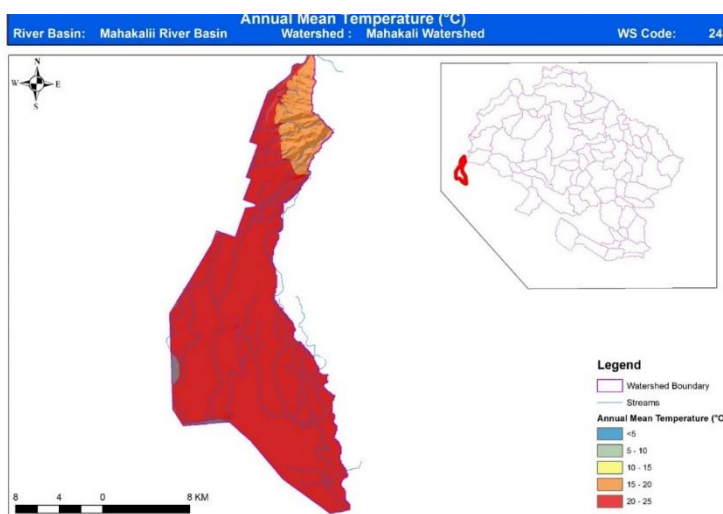 Annual Mean Temperature (°C)
River Basin: Mahakalii River Basin Watershed : Mahakali Watershed WS Code: 24
N
W E
S
Legend
Watershed Boundary
Streams
Annual Mean Temperature (°C)
<5
5 - 10
10 - 15
15 - 20
20 - 25
8 4 0 8 KM